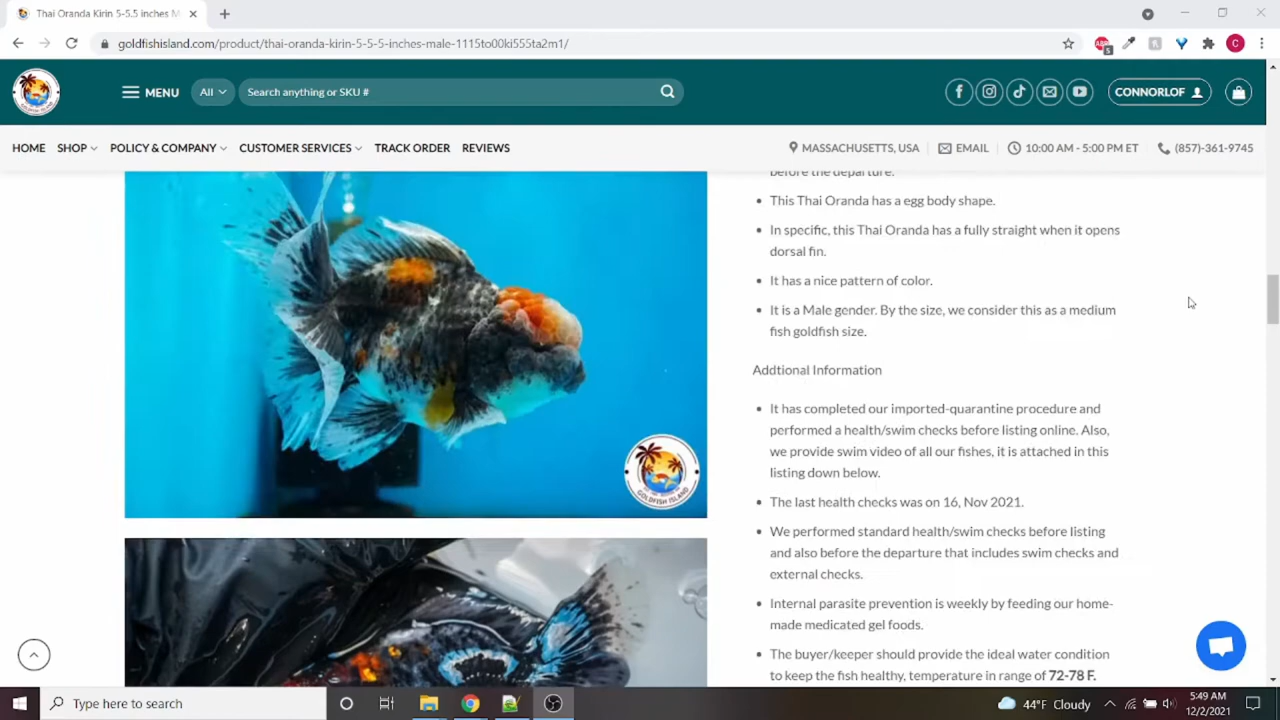 Thai Oranda Kirin 5-5.5 inches M
goldfishisland.com/product/thai-oranda-kirin-5-5-5-inches-male-1115to00ki555ta2m1/
MENU
All
Search anything or SKU #
CONNORLOF
HOME
SHOP
POLICY & COMPANY
CUSTOMER SERVICES
TRACK ORDER
REVIEWS
MASSACHUSETTS, USA
EMAIL
10:00 AM - 5:00 PM ET
(857)-361-9745
before the departure.
This Thai Oranda has a egg body shape.
In specific, this Thai Oranda has a fully straight when it opens
dorsal fin.
It has a nice pattern of color.
It is a Male gender. By the size, we consider this as a medium
fish goldfish size.
Addtional Information
It has completed our imported-quarantine procedure and
performed a health/swim checks before listing online. Also,
we provide swim video of all our fishes, it is attached in this
listing down below.
The last health checks was on 16, Nov 2021.
We performed standard health/swim checks before listing
and also before the departure that includes swim checks and
external checks.
Internal parasite prevention is weekly by feeding our home-
made medicated gel foods.
The buyer/keeper should provide the ideal water condition
to keep the fish healthy, temperature in range of 72-78 F.
GOLDFISH ISLAND
Type here to search
44°F Cloudy
5:49 AM
12/2/2021